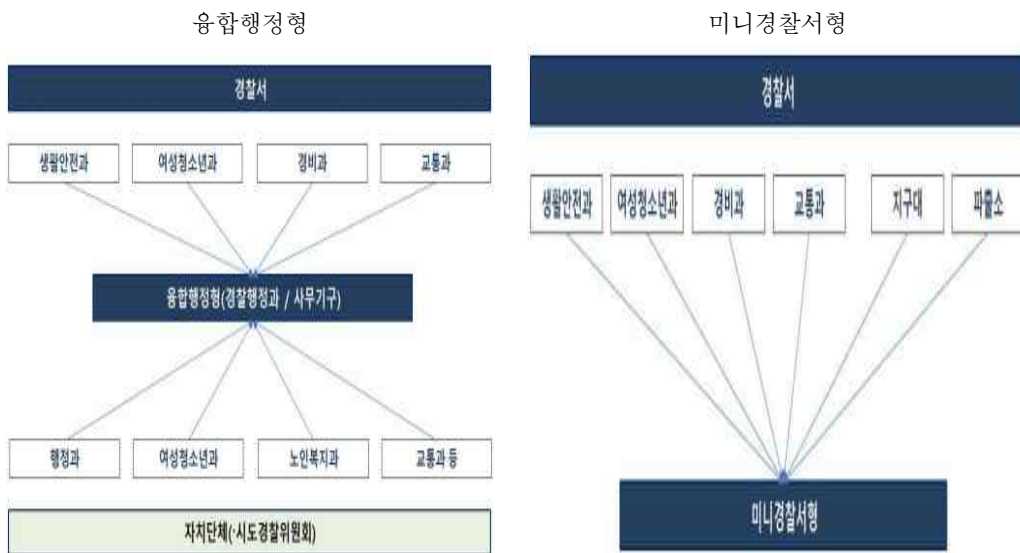 융합행정형
경찰서
생활안전과 여성청소년과 경비과 교통과
융합행정형(경찰행정과 / 사무기구)
행정과 여성청소년과 노인복지과 교통과 등
자치단체(·시도경찰위원회)
미니경찰서형
경찰서
생활안전과 여성청소년과 경비과 교통과 지구대 파출소
미니경찰서형